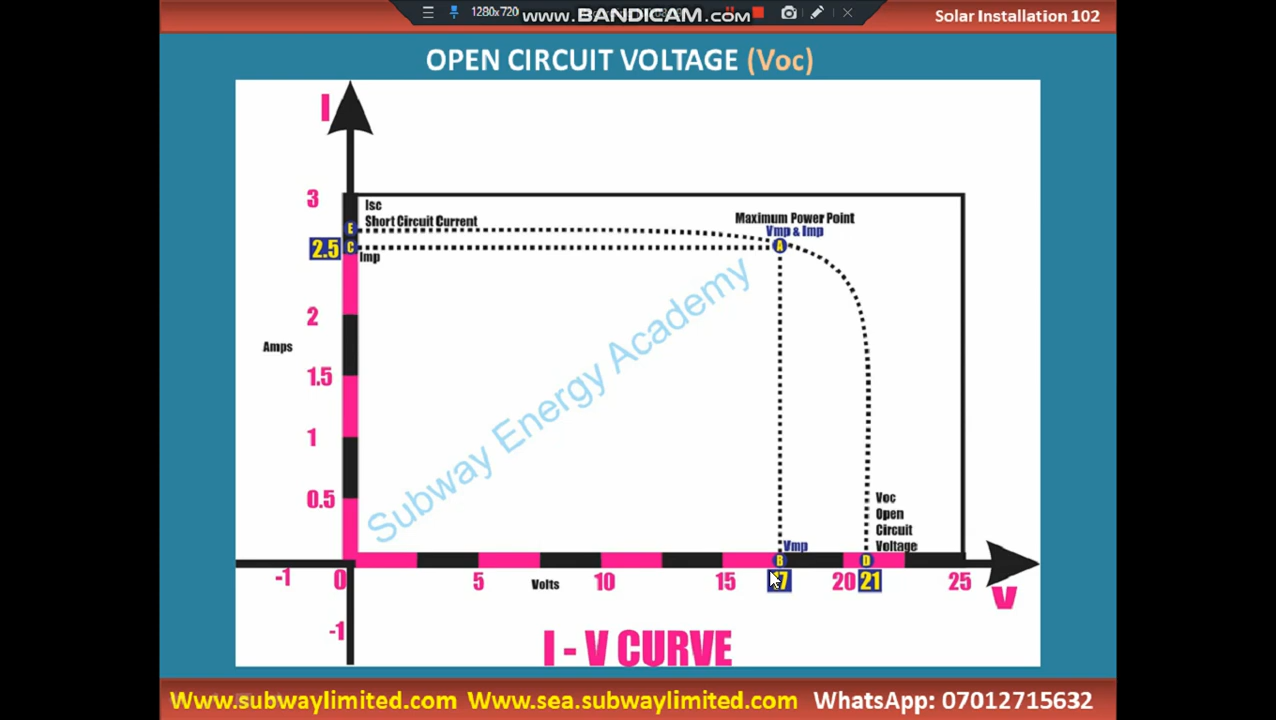 1280x720
www.BANDICAM.com
Solar Installation 102
OPEN CIRCUIT VOLTAGE (Voc)
I
3
Isc
Short Circuit Current
E
2.5
C
Imp
Maximum Power Point
Vmp & Imp
A
2
Amps
1.5
1
0.5
Subway Energy Academy
Voc
Open
Circuit
Voltage
Vmp
B
D
-1
0
5
Volts
10
15
17
20
21
25
V
-1
I - V CURVE
Www.subwaylimited.com Www.sea.subwaylimited.com WhatsApp: 07012715632